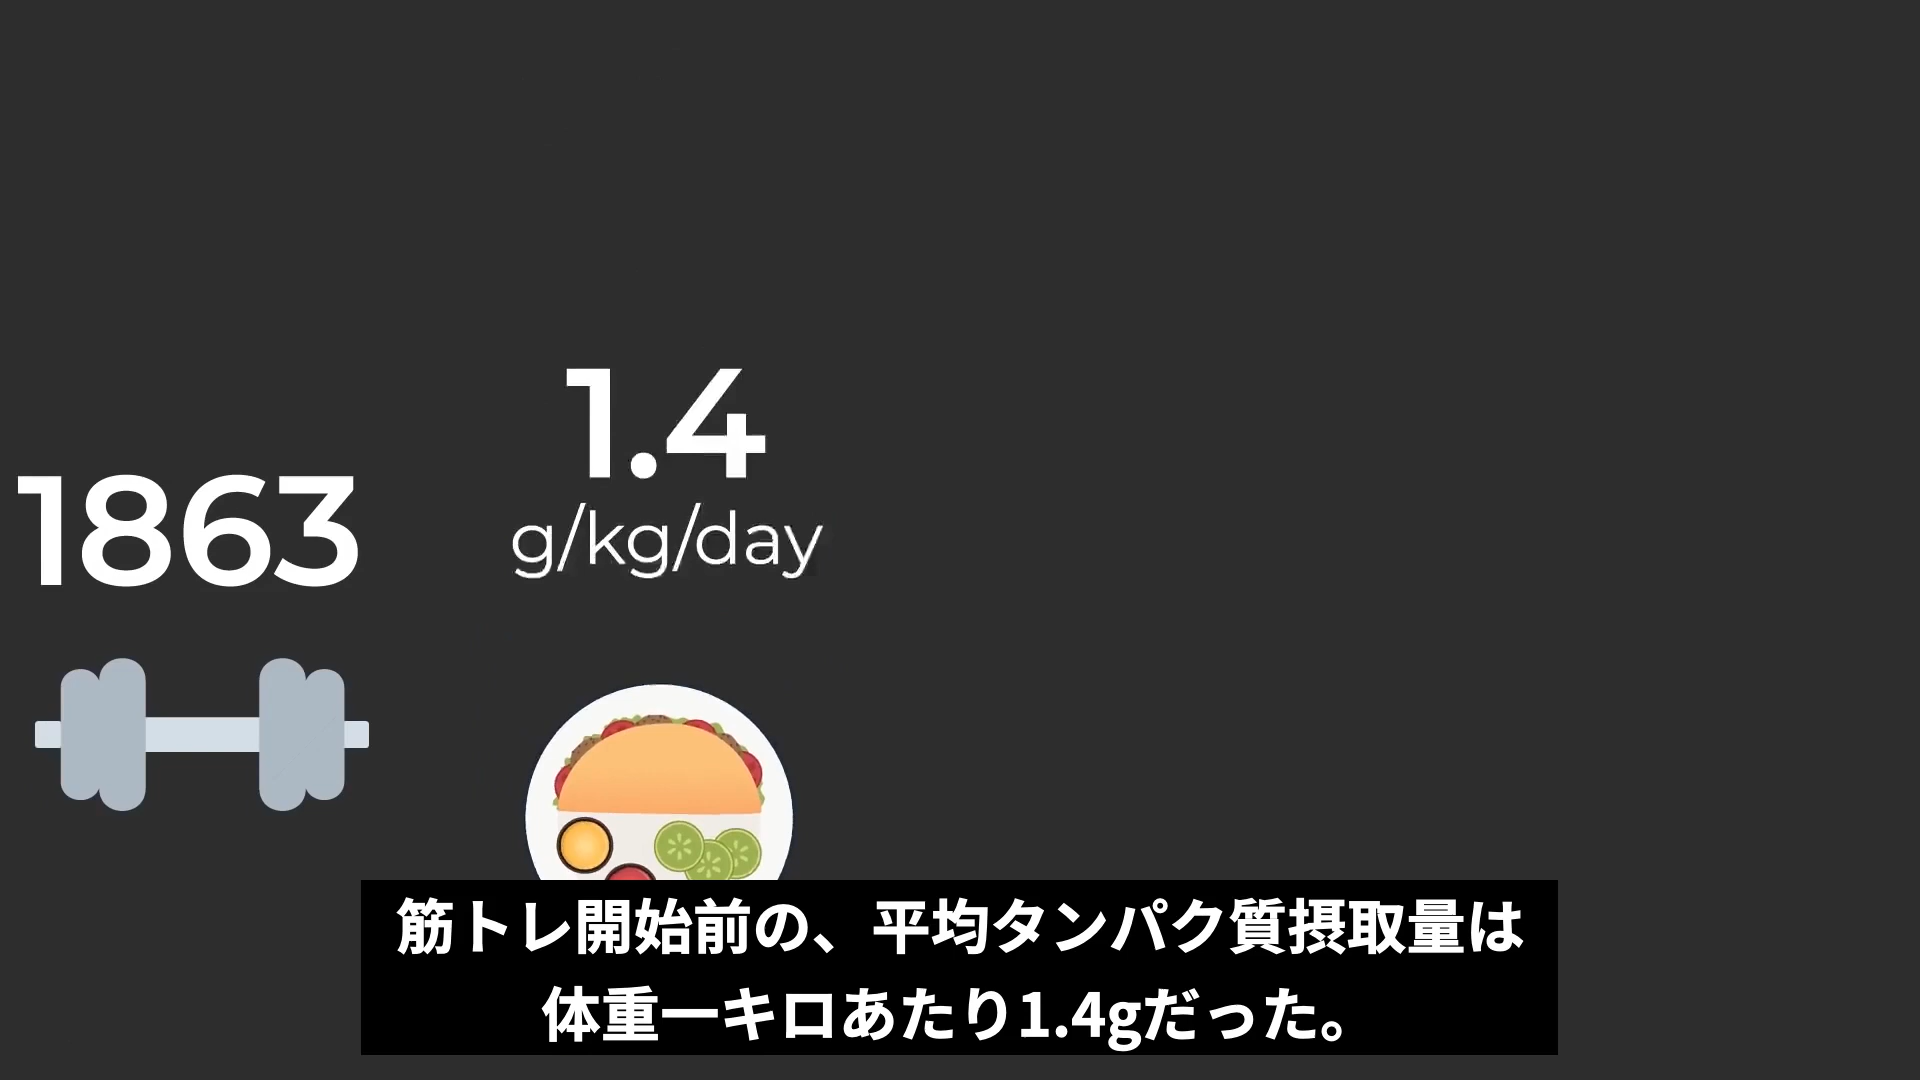 1863
1.4
g/kg/day
筋トレ開始前の、平均タンパク質摂取量は
体重一キロあたり1.4gだった。